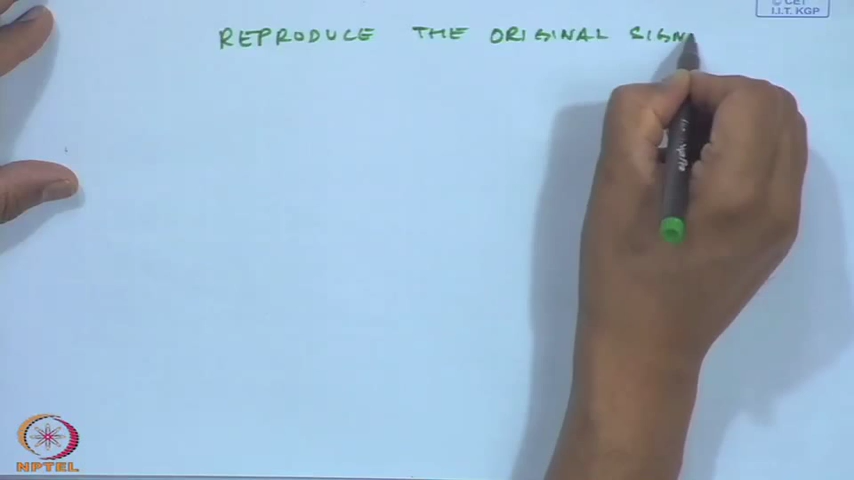 © CET
I.I.T. KGP
REPRODUCE THE ORIGINAL SIGN
NPTEL